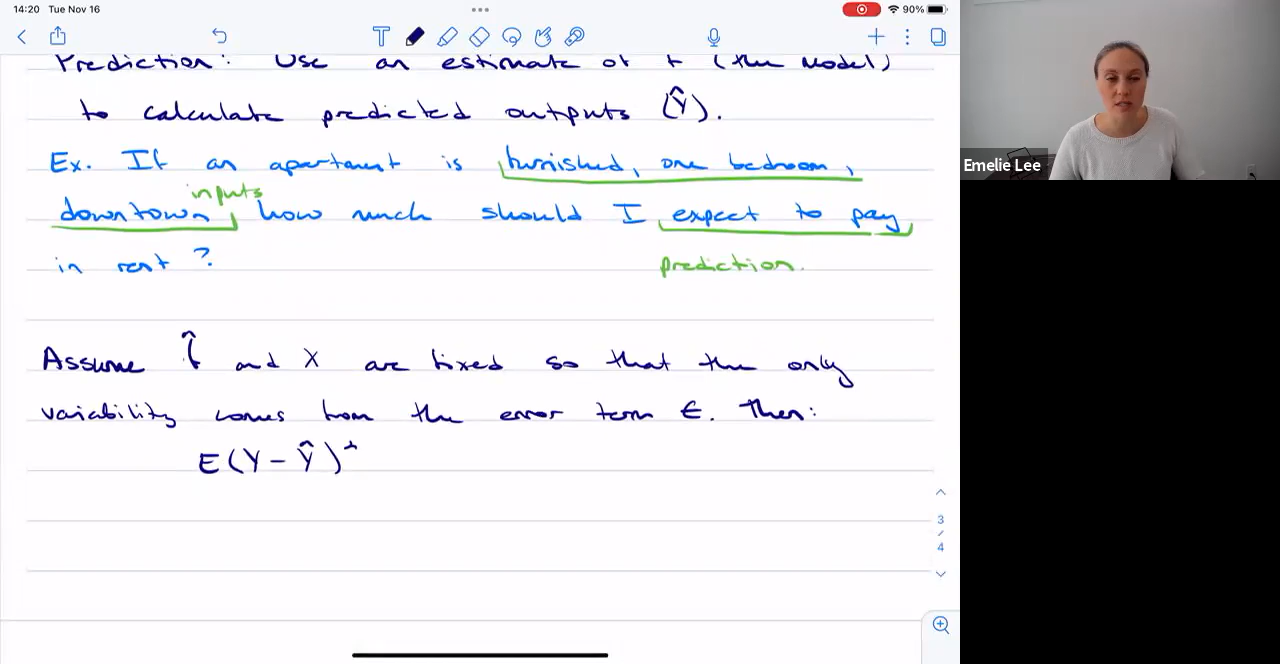 14:20 Tue Nov 16
90%
Prediction: Use an estimate of f (the model)
to calculate predicted outputs (Ŷ).
Ex. If an apartment is furnished, one bedroom,
inputs
downtown how much should I expect to pay
in rent?
prediction.
Assume f̂ and X are fixed so that the only
variability comes from the error term ϵ. Then:
E(Y - Ŷ)²
3
/
4
Emelie Lee